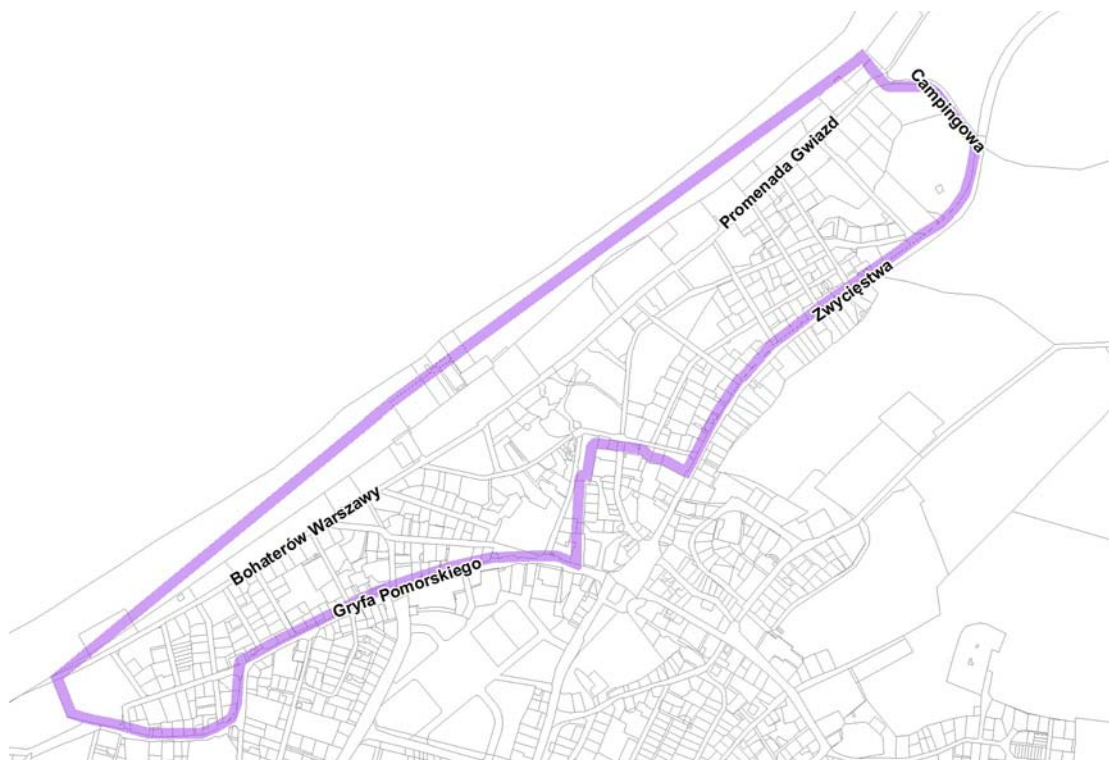 Campingowa
Promenada Gwiazd
Zwycięstwa
Bohaterów Warszawy
Gryfa Pomorskiego